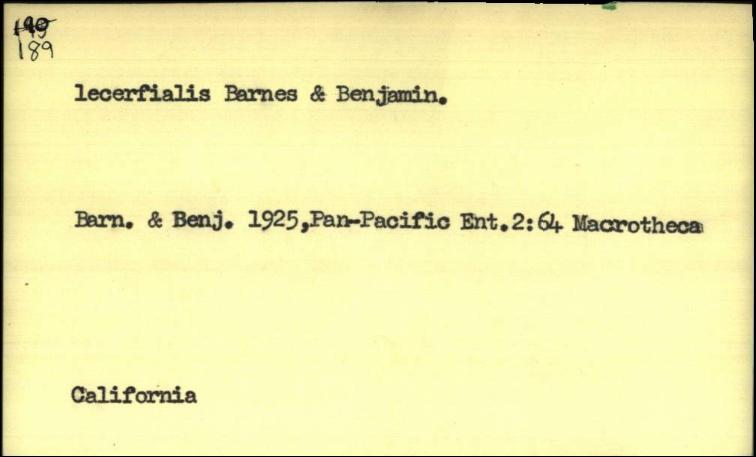 189
lecerfialis Barnes & Benjamin.
Barn. & Benj. 1925,Pan-Pacific Ent.2:64 Macrotheca
California